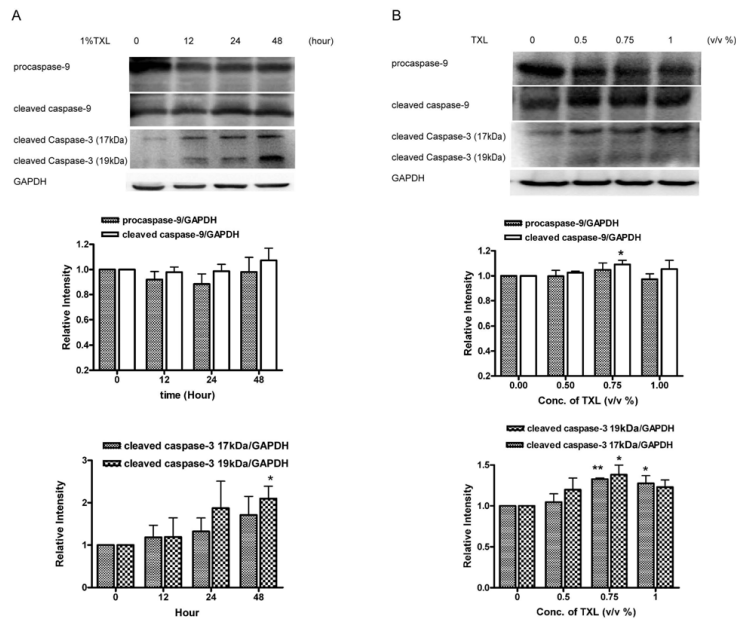 A
1%TXL 0 12 24 48 (hour)
procaspase-9
cleaved caspase-9
cleaved Caspase-3 (17kDa)
cleaved Caspase-3 (19kDa)
GAPDH
procaspase-9/GAPDH
cleaved caspase-9/GAPDH
Relative Intensity
1.2
1.0
0.8
0.6
0.4
0.2
0 12 24 48
time (Hour)
cleaved caspase-3 17kDa/GAPDH
cleaved caspase-3 19kDa/GAPDH
Relative Intensity
3
2
1
0
*
0 12 24 48
Hour
B
TXL 0 0.5 0.75 1 (v/v %)
procaspase-9
cleaved caspase-9
cleaved Caspase-3 (17kDa)
cleaved Caspase-3 (19kDa)
GAPDH
procaspase-9/GAPDH
cleaved caspase-9/GAPDH
Relative Intensity
1.2
1.0
0.8
0.6
0.4
0.2
*
0.00 0.50 0.75 1.00
Conc. of TXL (v/v %)
cleaved caspase-3 19kDa/GAPDH
cleaved caspase-3 17kDa/GAPDH
Relative Intensity
1.5
1.0
0.5
0.0
** * *
0 0.5 0.75 1
Conc. of TXL (v/v %)